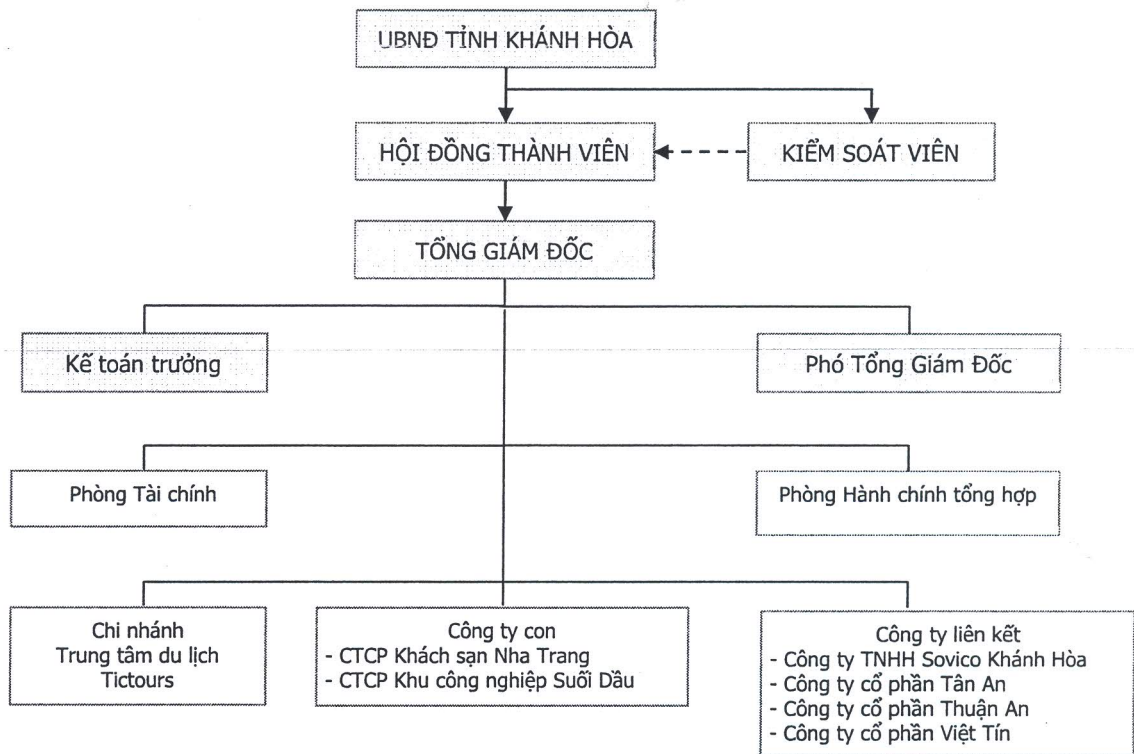 UBNĐ TỈNH KHÁNH HÒA
HỘI ĐỒNG THÀNH VIÊN
KIỂM SOÁT VIÊN
TỔNG GIÁM ĐỐC
Kế toán trưởng
Phó Tổng Giám Đốc
Phòng Tài chính
Phòng Hành chính tổng hợp
Chi nhánh
Trung tâm du lịch
Tictours
Công ty con
- CTCP Khách sạn Nha Trang
- CTCP Khu công nghiệp Suối Dầu
Công ty liên kết
- Công ty TNHH Sovico Khánh Hòa
- Công ty cổ phần Tân An
- Công ty cổ phần Thuận An
- Công ty cổ phần Việt Tín